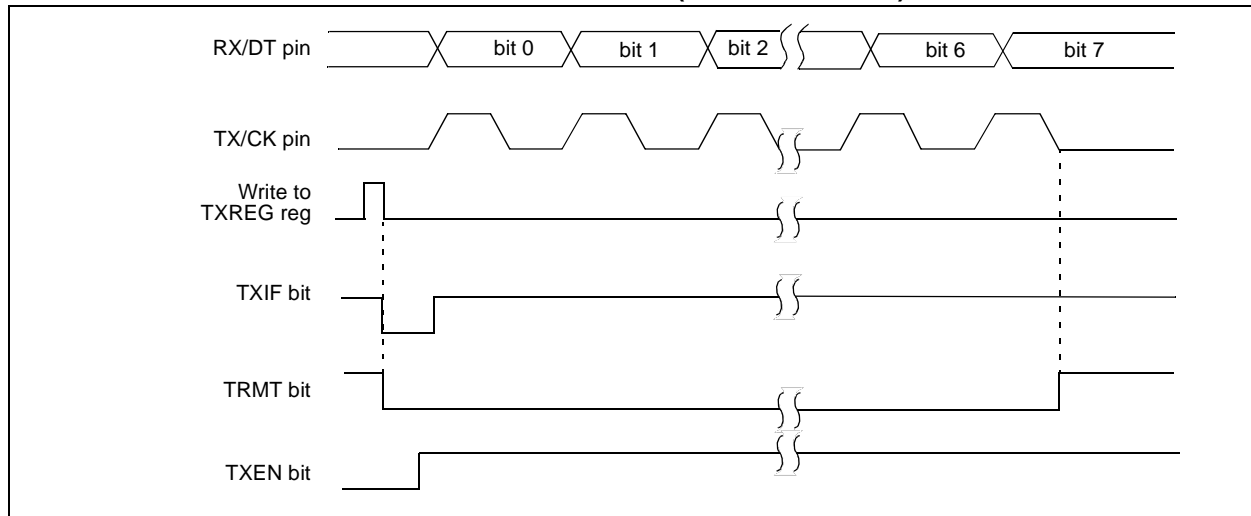 RX/DT pin
bit 0
bit 1
bit 2
bit 6
bit 7
TX/CK pin
Write to
TXREG reg
TXIF bit
TRMT bit
TXEN bit